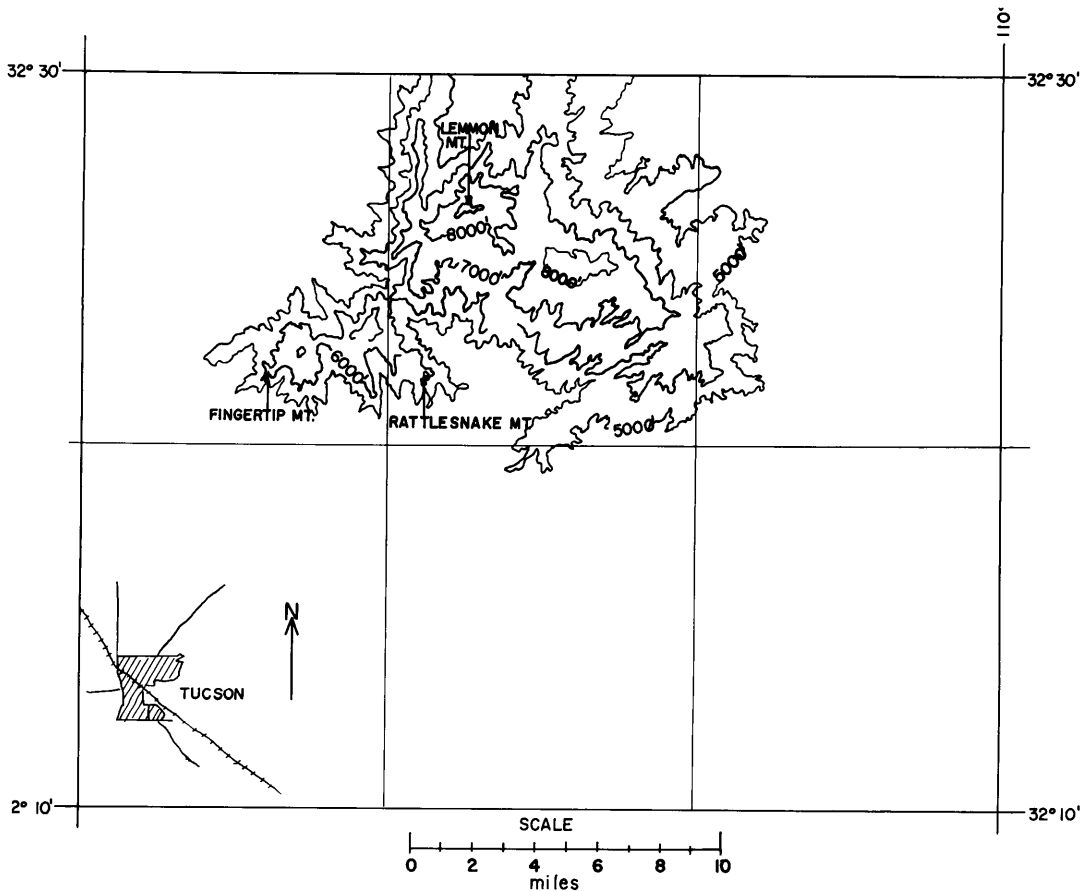 110°
32° 30'
32° 30'
LEMMON
MT.
8000'
7000'
8000'
5000'
6000'
FINGERTIP MT.
RATTLESNAKE MT.
5000'
N
TUCSON
2° 10'
32° 10'
SCALE
0 2 4 6 8 10
miles